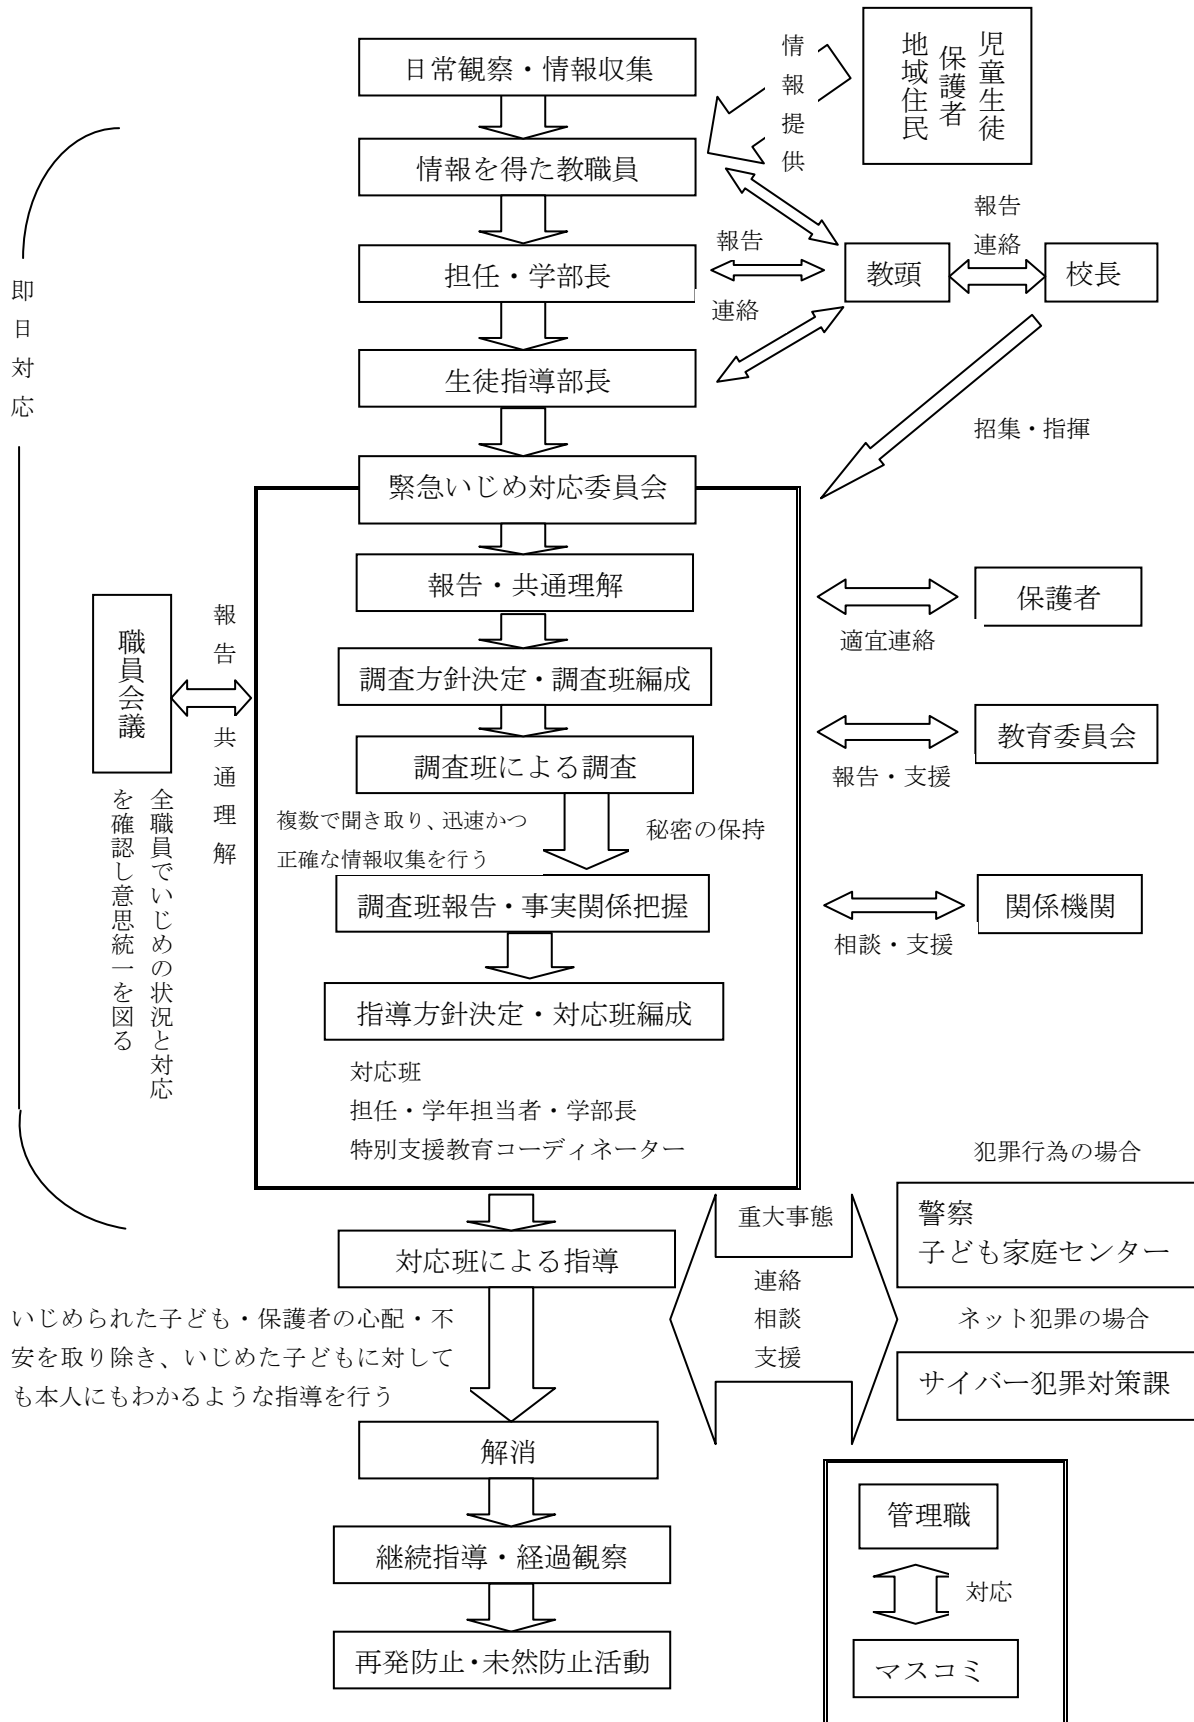 日常観察・情報収集
情報提供
児童生徒
保護者
地域住民
情報を得た教職員
報告
連絡
担任・学部長
報告
連絡
教頭
校長
即日対応
生徒指導部長
招集・指揮
緊急いじめ対応委員会
報告・共通理解
保護者
適宜連絡
職員会議
報告
共通理解
調査方針決定・調査班編成
教育委員会
報告・支援
調査班による調査
全職員でいじめの状況と対応
を確認し意思統一を図る
複数で聞き取り、迅速かつ
正確な情報収集を行う
秘密の保持
調査班報告・事実関係把握
関係機関
相談・支援
指導方針決定・対応班編成
対応班
担任・学年担当者・学部長
特別支援教育コーディネーター
犯罪行為の場合
警察
子ども家庭センター
重大事態
連絡
相談
支援
対応班による指導
ネット犯罪の場合
サイバー犯罪対策課
いじめられた子ども・保護者の心配・不
安を取り除き、いじめた子どもに対して
も本人にもわかるような指導を行う
解消
継続指導・経過観察
再発防止・未然防止活動
管理職
対応
マスコミ